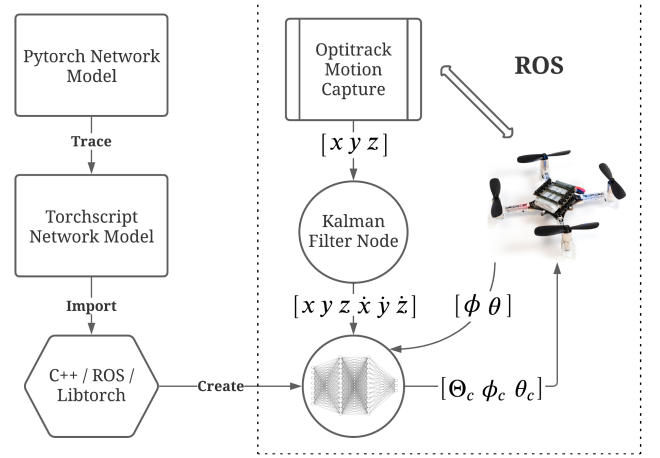 Pytorch Network
Model
Trace
Torchscript
Network Model
Import
C++ / ROS /
Libtorch
Create
Optitrack
Motion
Capture
ROS
[x y z]
Kalman
Filter Node
[x y z ẋ ẏ ż]
[ϕ θ]
[Θc ϕc θc]